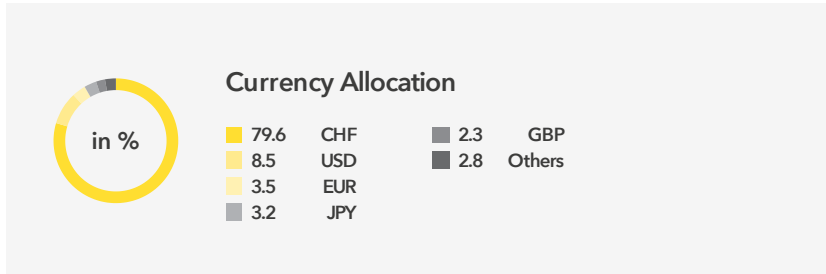 Currency Allocation
in %
79.6 CHF
8.5 USD
3.5 EUR
3.2 JPY
2.3 GBP
2.8 Others